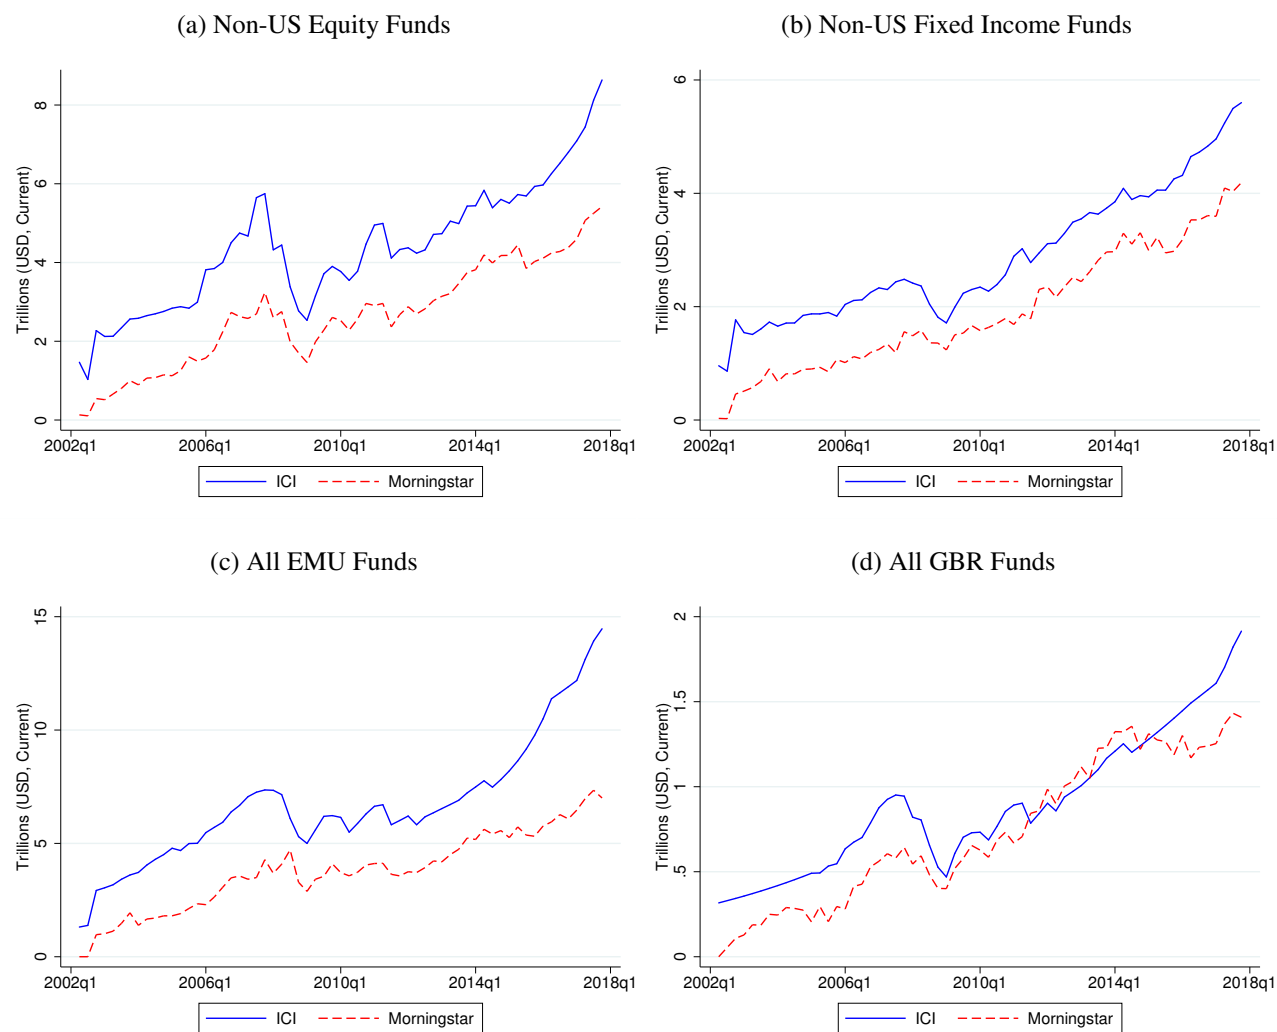 (a) Non-US Equity Funds
Trillions (USD, Current)
8
6
4
2
0
2002q1 2006q1 2010q1 2014q1 2018q1
ICI Morningstar
(b) Non-US Fixed Income Funds
Trillions (USD, Current)
6
4
2
0
2002q1 2006q1 2010q1 2014q1 2018q1
ICI Morningstar
(c) All EMU Funds
Trillions (USD, Current)
15
10
5
0
2002q1 2006q1 2010q1 2014q1 2018q1
ICI Morningstar
(d) All GBR Funds
Trillions (USD, Current)
2
1.5
1
.5
0
2002q1 2006q1 2010q1 2014q1 2018q1
ICI Morningstar